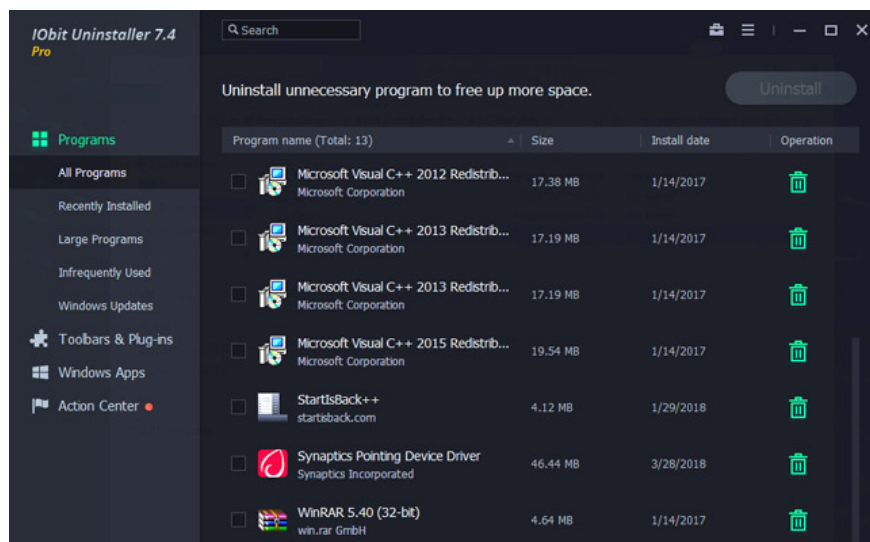 IObit Uninstaller 7.4
Pro
Search
Uninstall unnecessary program to free up more space.
Uninstall
Programs
All Programs
Recently Installed
Large Programs
Infrequently Used
Windows Updates
Toolbars & Plug-ins
Windows Apps
Action Center
Program name (Total: 13) Size Install date Operation
Microsoft Visual C++ 2012 Redistrib...
Microsoft Corporation
17.38 MB 1/14/2017
Microsoft Visual C++ 2013 Redistrib...
Microsoft Corporation
17.19 MB 1/14/2017
Microsoft Visual C++ 2013 Redistrib...
Microsoft Corporation
17.19 MB 1/14/2017
Microsoft Visual C++ 2015 Redistrib...
Microsoft Corporation
19.54 MB 1/14/2017
StartIsBack++
startisback.com
4.12 MB 1/29/2018
Synaptics Pointing Device Driver
Synaptics Incorporated
46.44 MB 3/28/2018
WinRAR 5.40 (32-bit)
win.rar GmbH
4.64 MB 1/14/2017